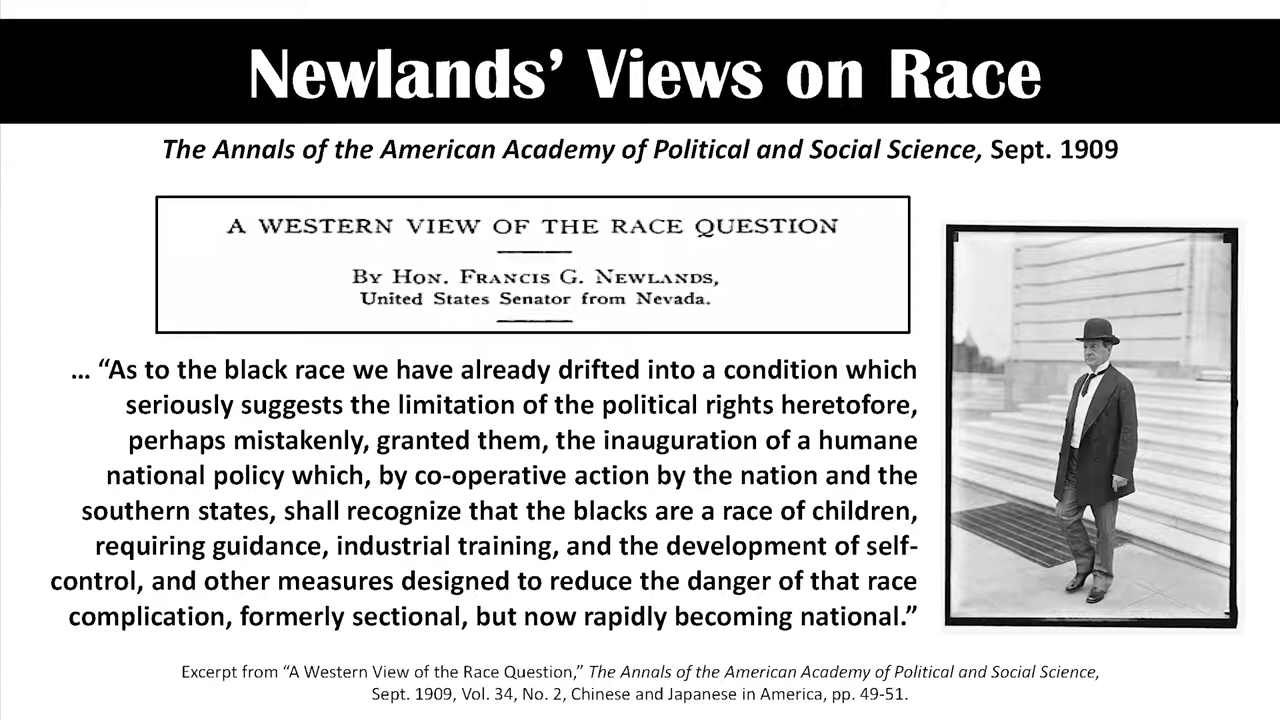 Newlands’ Views on Race
The Annals of the American Academy of Political and Social Science, Sept. 1909
A WESTERN VIEW OF THE RACE QUESTION
BY HON. FRANCIS G. NEWLANDS,
United States Senator from Nevada.
... “As to the black race we have already drifted into a condition which
seriously suggests the limitation of the political rights heretofore,
perhaps mistakenly, granted them, the inauguration of a humane
national policy which, by co-operative action by the nation and the
southern states, shall recognize that the blacks are a race of children,
requiring guidance, industrial training, and the development of self-
control, and other measures designed to reduce the danger of that race
complication, formerly sectional, but now rapidly becoming national.”
Excerpt from “A Western View of the Race Question,” The Annals of the American Academy of Political and Social Science,
Sept. 1909, Vol. 34, No. 2, Chinese and Japanese in America, pp. 49-51.